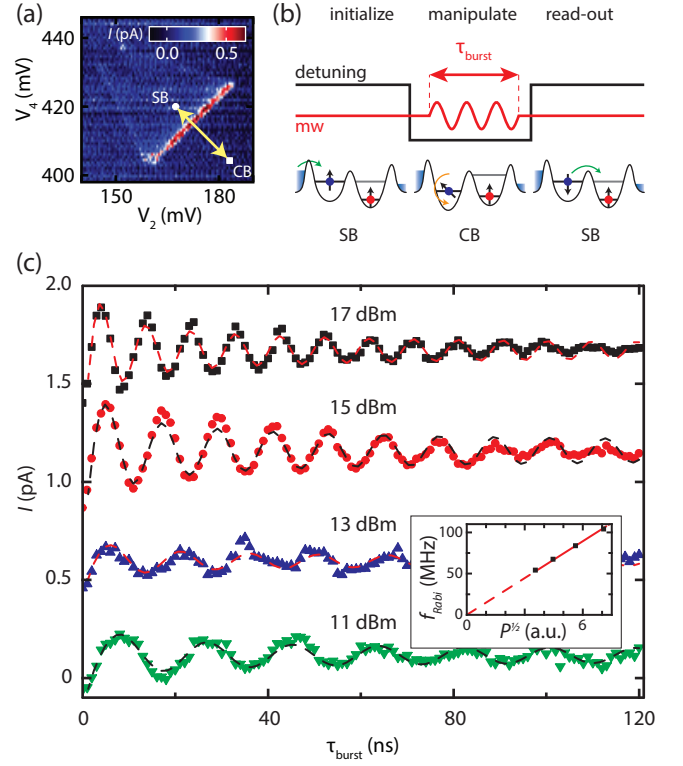 (a)
I (pA)
0.0 0.5
440
420
400
V4 (mV)
SB
CB
150 180
V2 (mV)
(b)
initialize manipulate read-out
τburst
detuning
mw
SB CB SB
(c)
2.0
1.5
1.0
0.5
0
I (pA)
17 dBm
15 dBm
13 dBm
11 dBm
100
50
0
fRabi (MHz)
0 3 6
P½ (a.u.)
0 40 80 120
τburst (ns)